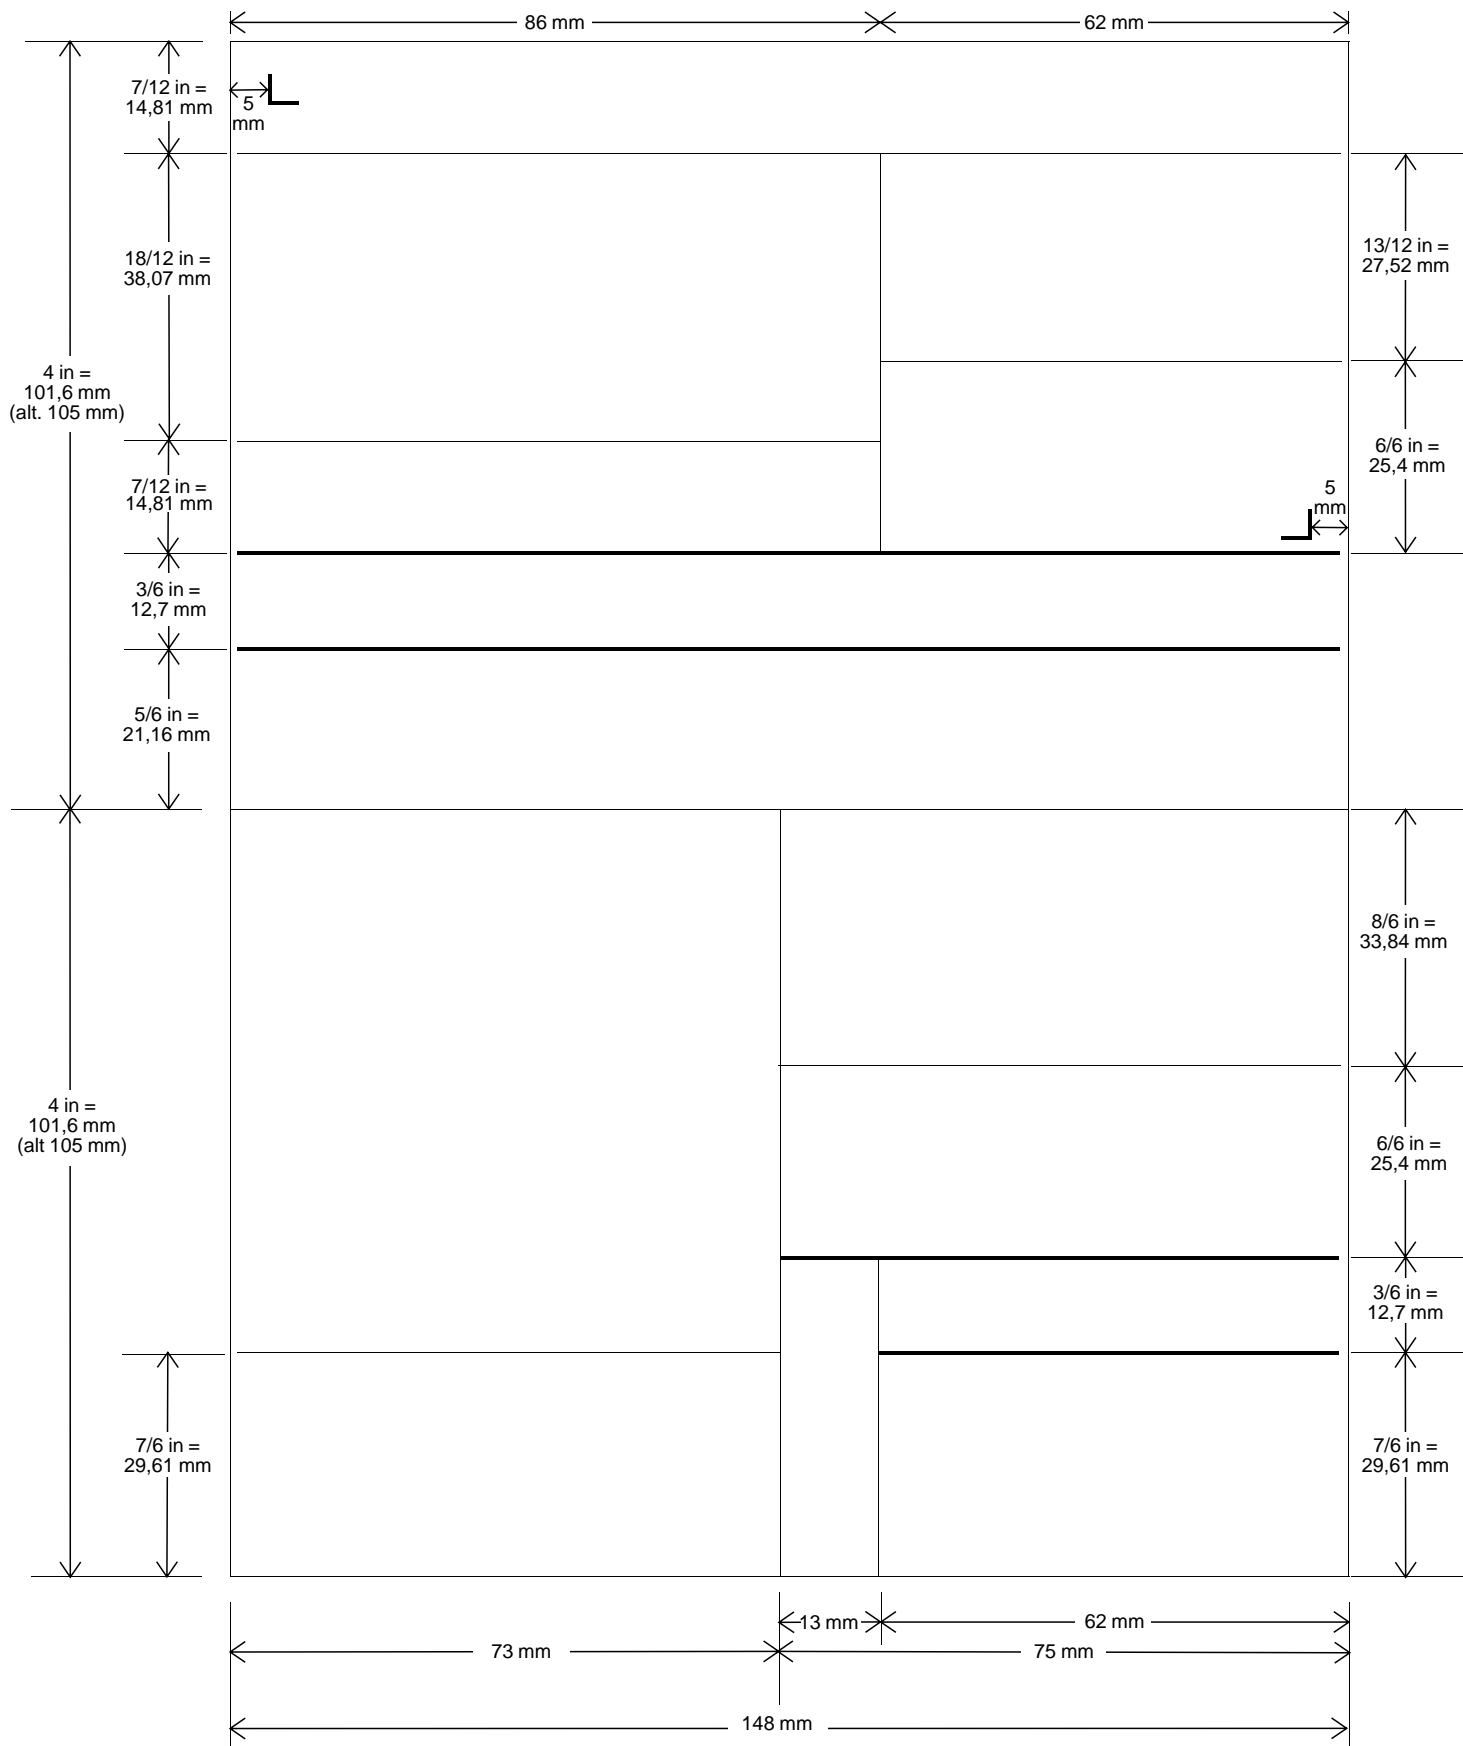 86 mm
62 mm
7/12 in =
14,81 mm
5
mm
18/12 in =
38,07 mm
13/12 in =
27,52 mm
4 in =
101,6 mm
(alt. 105 mm)
6/6 in =
25,4 mm
7/12 in =
14,81 mm
5
mm
3/6 in =
12,7 mm
5/6 in =
21,16 mm
8/6 in =
33,84 mm
4 in =
101,6 mm
(alt 105 mm)
6/6 in =
25,4 mm
3/6 in =
12,7 mm
7/6 in =
29,61 mm
7/6 in =
29,61 mm
13 mm
62 mm
73 mm
75 mm
148 mm